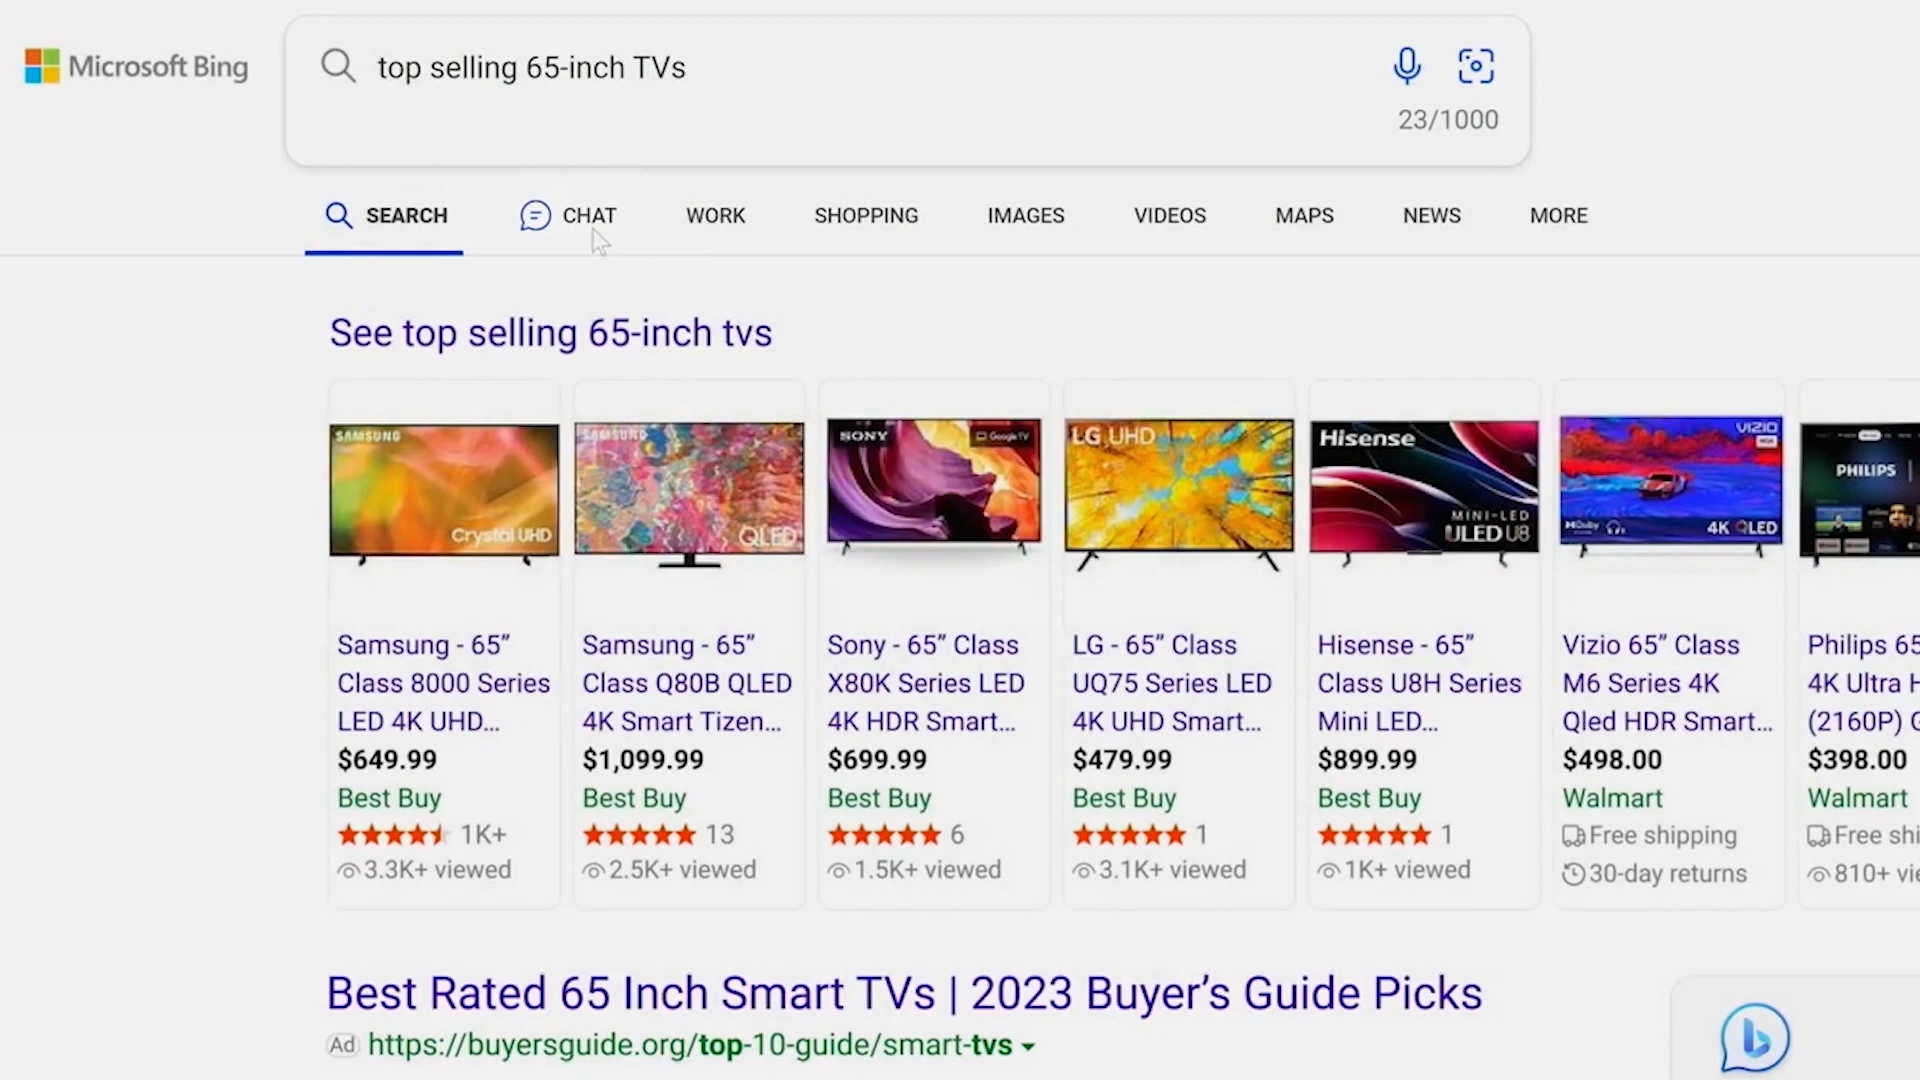 Microsoft Bing
top selling 65-inch TVs
23/1000
SEARCH CHAT WORK SHOPPING IMAGES VIDEOS MAPS NEWS MORE
See top selling 65-inch tvs
SAMSUNG
Crystal UHD
Samsung - 65”
Class 8000 Series
LED 4K UHD...
$649.99
Best Buy
1K+
3.3K+ viewed
SAMSUNG
QLED
Samsung - 65”
Class Q80B QLED
4K Smart Tizen...
$1,099.99
Best Buy
13
2.5K+ viewed
SONY
Google TV
Sony - 65” Class
X80K Series LED
4K HDR Smart...
$699.99
Best Buy
6
1.5K+ viewed
LG UHD
LG - 65” Class
UQ75 Series LED
4K UHD Smart...
$479.99
Best Buy
1
3.1K+ viewed
Hisense
MINI-LED
ULED U8
Hisense - 65”
Class U8H Series
Mini LED...
$899.99
Best Buy
1
1K+ viewed
VIZIO
4K QLED
Vizio 65” Class
M6 Series 4K
Qled HDR Smart...
$498.00
Walmart
Free shipping
30-day returns
PHILIPS
Philips 65
4K Ultra H
(2160P) G
$398.00
Walmart
Free shi
810+ vie
Best Rated 65 Inch Smart TVs | 2023 Buyer’s Guide Picks
Ad https://buyersguide.org/top-10-guide/smart-tvs